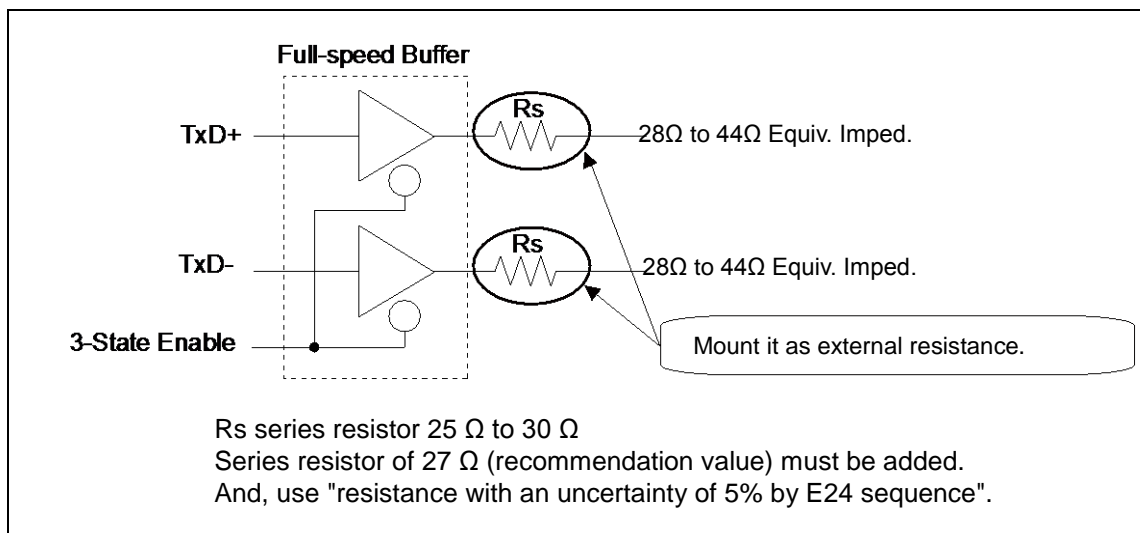 Full-speed Buffer
Rs
TxD+
28Ω to 44Ω Equiv. Imped.
Rs
TxD-
28Ω to 44Ω Equiv. Imped.
3-State Enable
Mount it as external resistance.
Rs series resistor 25 Ω to 30 Ω
Series resistor of 27 Ω (recommendation value) must be added.
And, use "resistance with an uncertainty of 5% by E24 sequence".